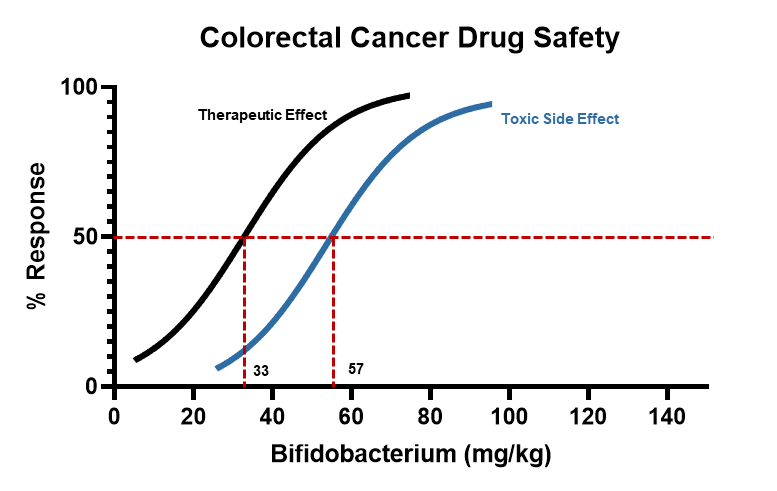 Colorectal Cancer Drug Safety
100
Therapeutic Effect
Toxic Side Effect
% Response
50
33
57
0
0 20 40 60 80 100 120 140
Bifidobacterium (mg/kg)